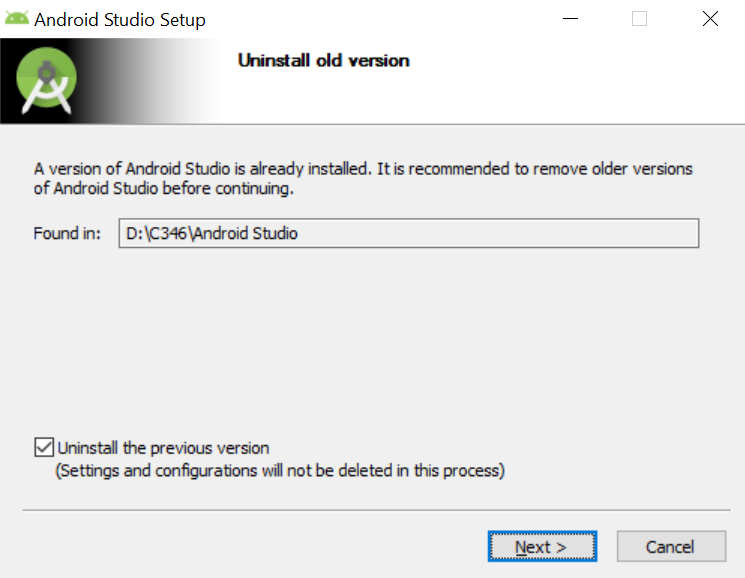 Android Studio Setup
Uninstall old version
A version of Android Studio is already installed. It is recommended to remove older versions
of Android Studio before continuing.
Found in: D:\C346\Android Studio
Uninstall the previous version
(Settings and configurations will not be deleted in this process)
Next > Cancel